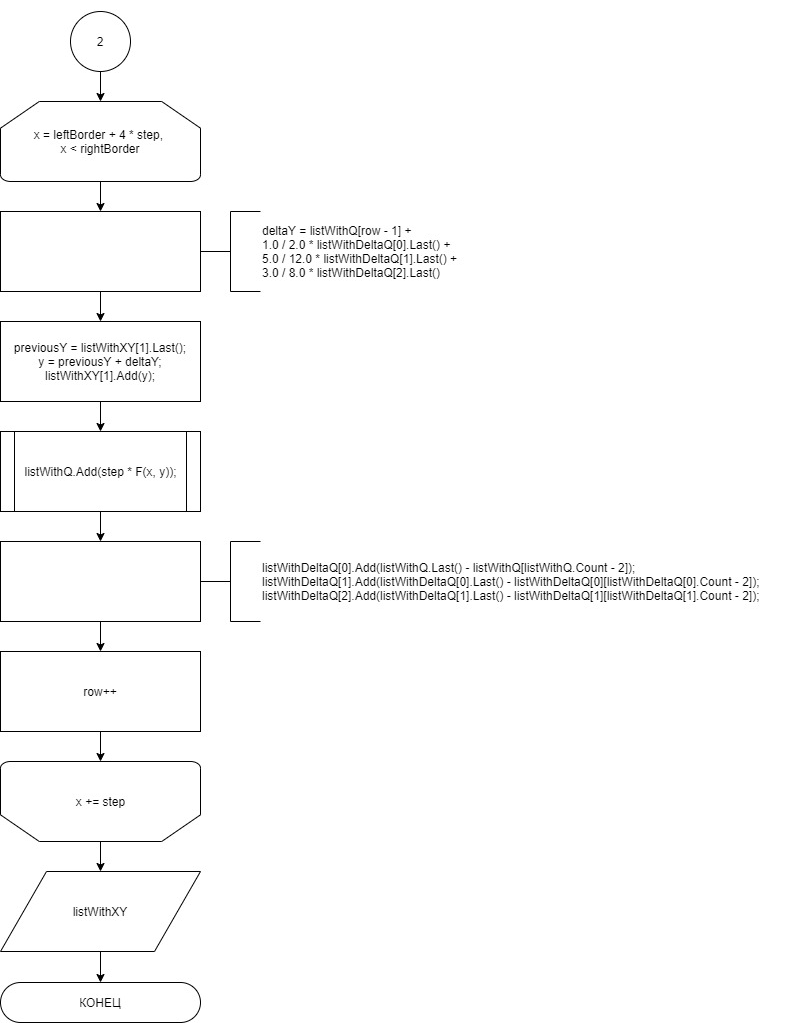 2
x = leftBorder + 4 * step,
x < rightBorder
deltaY = listWithQ[row - 1] +
1.0 / 2.0 * listWithDeltaQ[0].Last() +
5.0 / 12.0 * listWithDeltaQ[1].Last() +
3.0 / 8.0 * listWithDeltaQ[2].Last()
previousY = listWithXY[1].Last();
y = previousY + deltaY;
listWithXY[1].Add(y);
listWithQ.Add(step * F(x, y));
listWithDeltaQ[0].Add(listWithQ.Last() - listWithQ[listWithQ.Count - 2]);
listWithDeltaQ[1].Add(listWithDeltaQ[0].Last() - listWithDeltaQ[0][listWithDeltaQ[0].Count - 2]);
listWithDeltaQ[2].Add(listWithDeltaQ[1].Last() - listWithDeltaQ[1][listWithDeltaQ[1].Count - 2]);
row++
x += step
listWithXY
КОНЕЦ